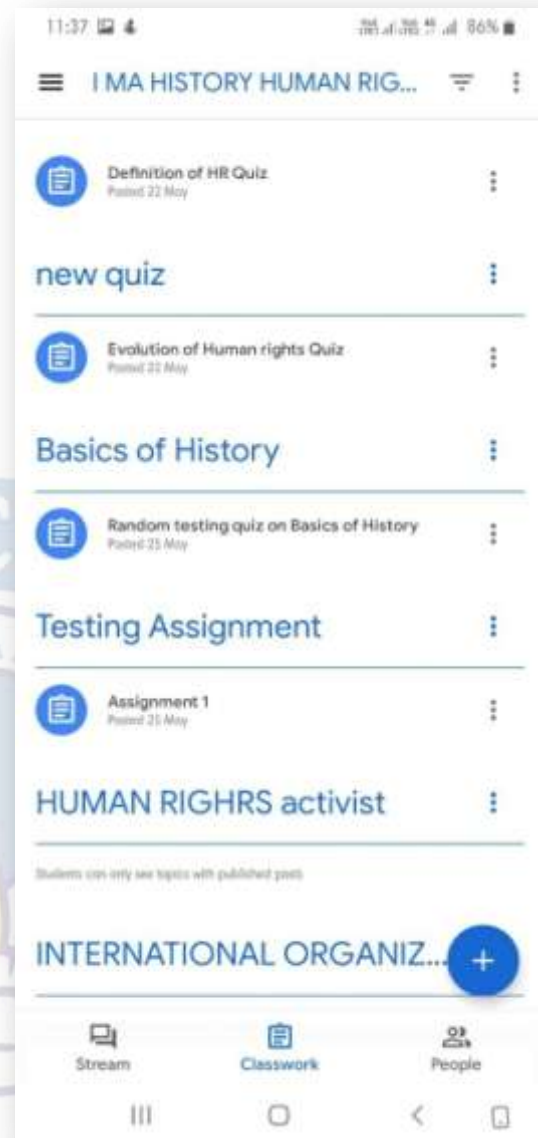 11:37
86%
I MA HISTORY HUMAN RIG...
Definition of HR Quiz
Posted 22 May
new quiz
Evolution of Human rights Quiz
Posted 22 May
Basics of History
Random testing quiz on Basics of History
Posted 25 May
Testing Assignment
Assignment 1
Posted 25 May
HUMAN RIGHRS activist
Students can only see topics with published posts
INTERNATIONAL ORGANIZ...
Stream
Classwork
People